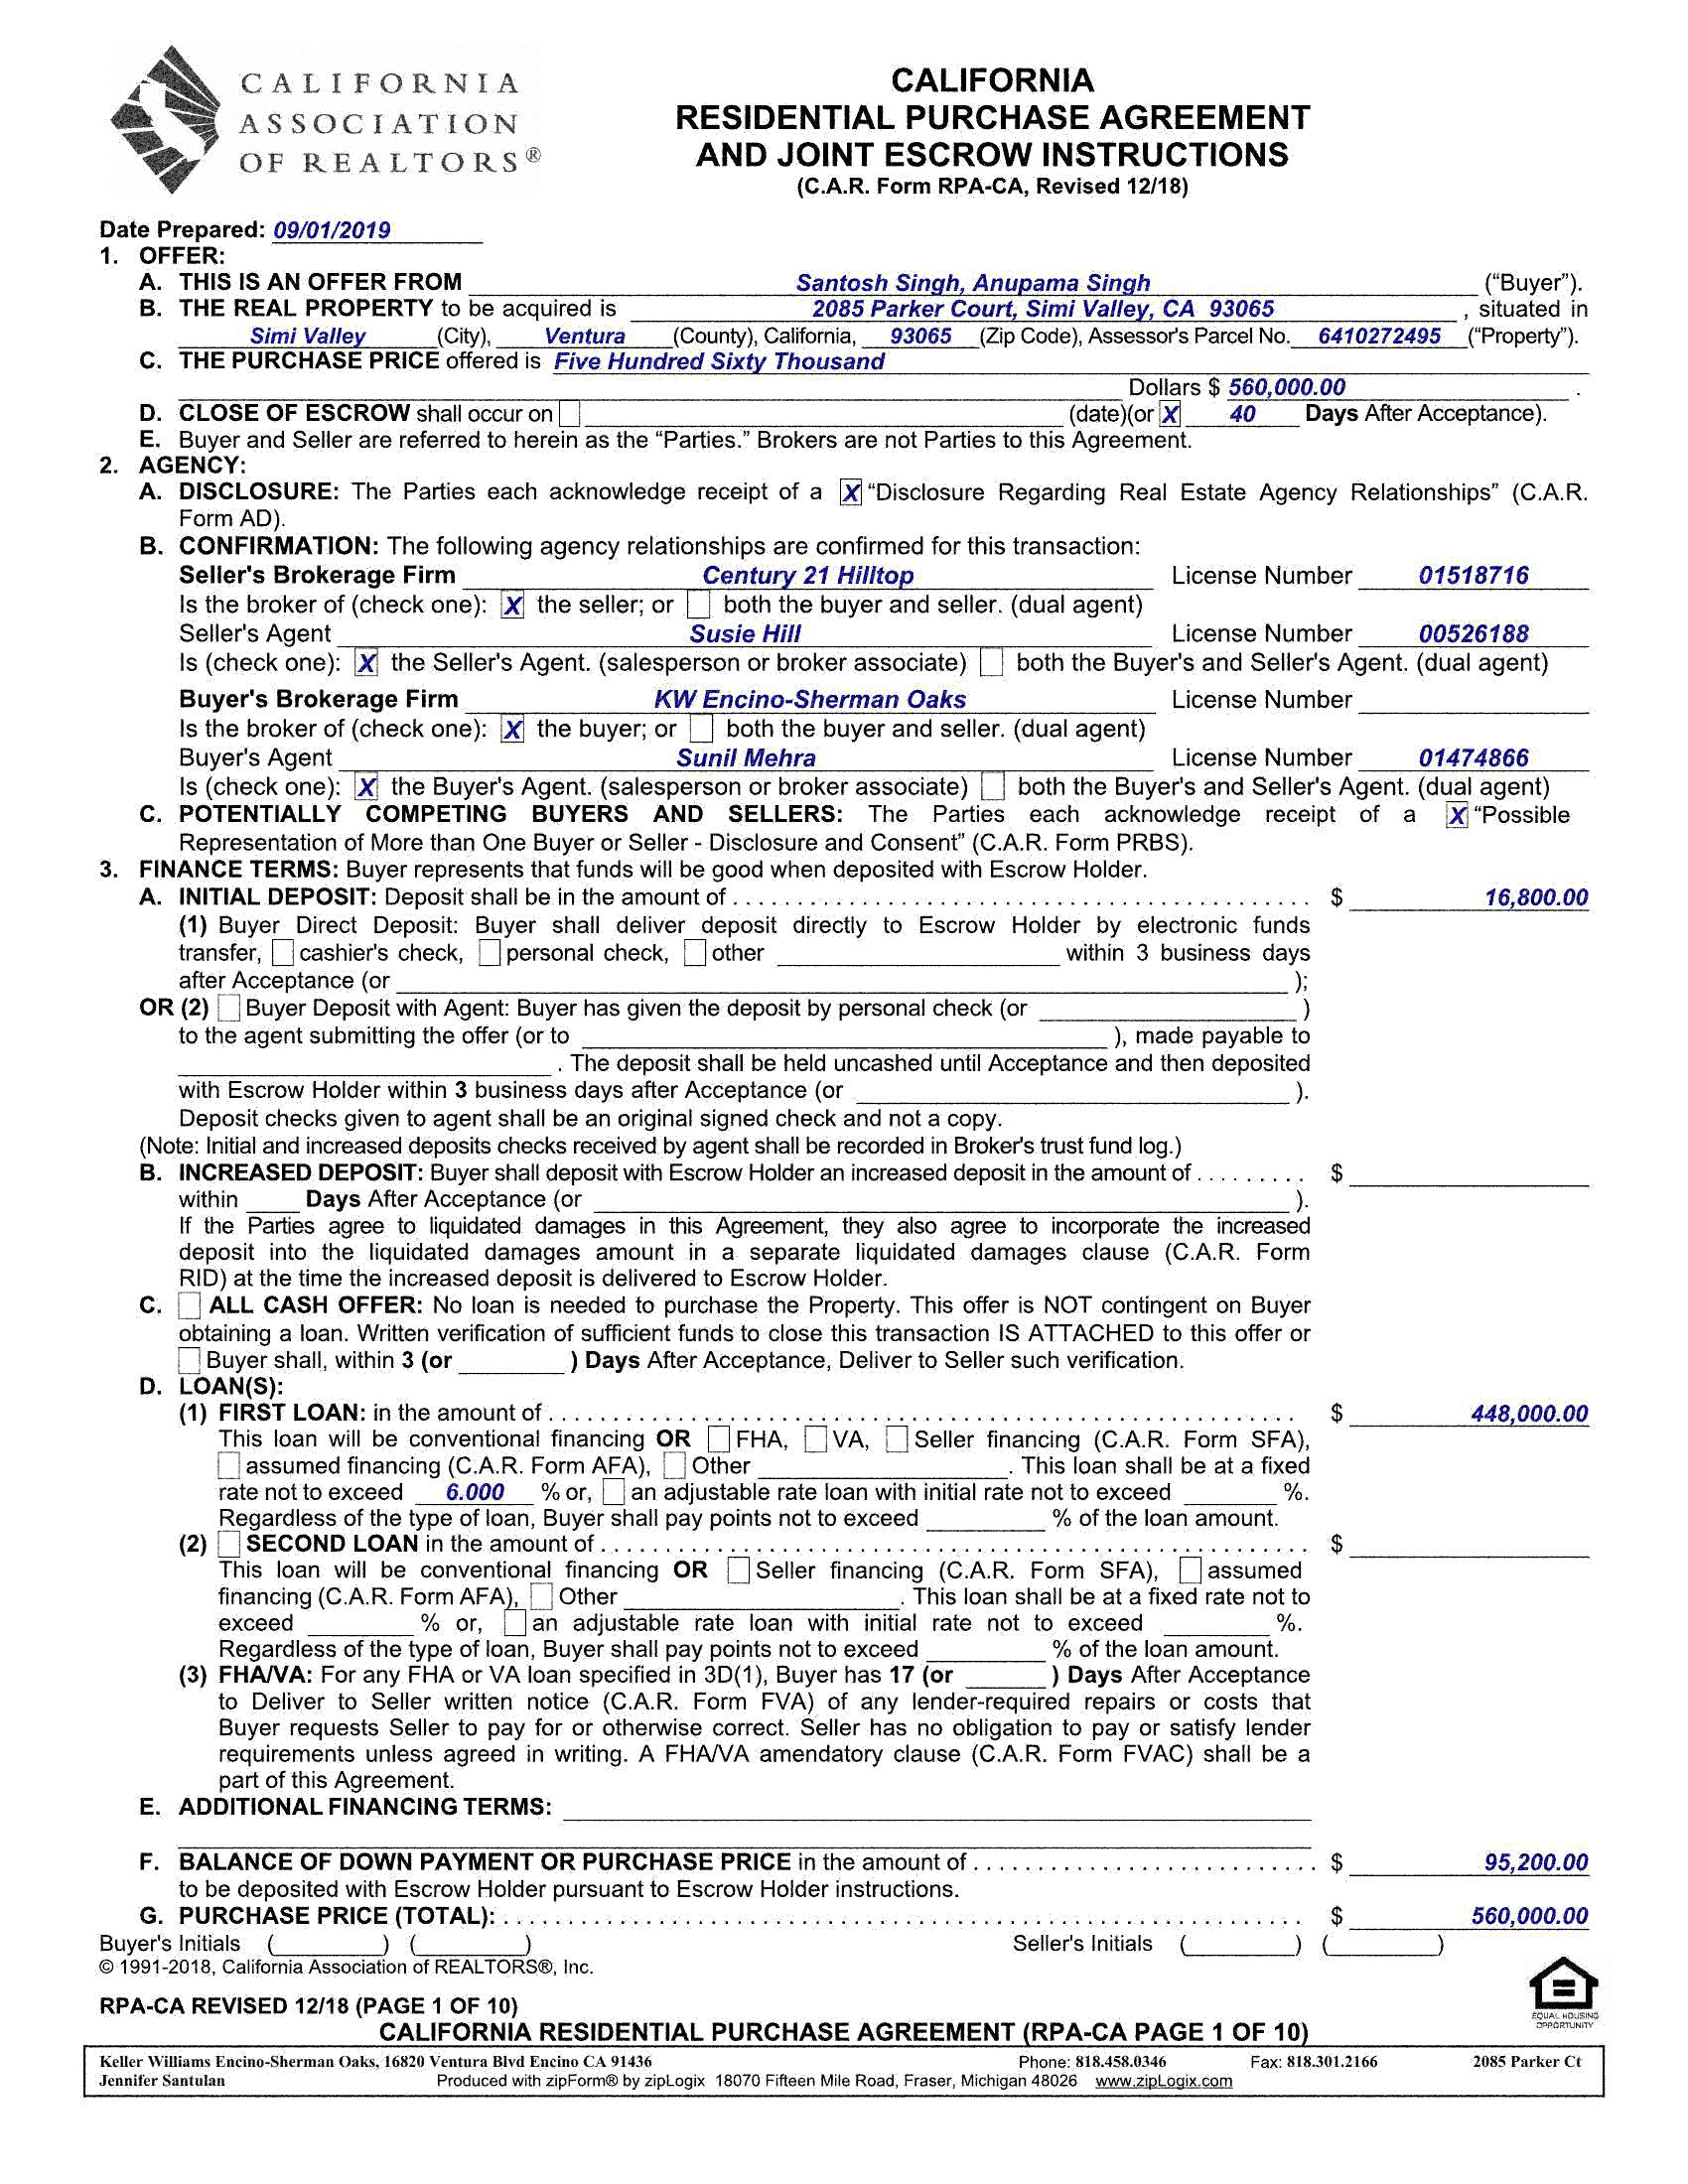 CALIFORNIA
ASSOCIATION
OF REALTORS®
CALIFORNIA
RESIDENTIAL PURCHASE AGREEMENT
AND JOINT ESCROW INSTRUCTIONS
(C.A.R. Form RPA-CA, Revised 12/18)
Date Prepared: 09/01/2019
1. OFFER:
A. THIS IS AN OFFER FROM Santosh Singh, Anupama Singh ("Buyer").
B. THE REAL PROPERTY to be acquired is 2085 Parker Court, Simi Valley, CA 93065 , situated in
Simi Valley (City), Ventura (County), California, 93065 (Zip Code), Assessor's Parcel No. 6410272495 ("Property").
C. THE PURCHASE PRICE offered is Five Hundred Sixty Thousand
Dollars $ 560,000.00 .
D. CLOSE OF ESCROW shall occur on (date)(or X 40 Days After Acceptance).
E. Buyer and Seller are referred to herein as the "Parties." Brokers are not Parties to this Agreement.
2. AGENCY:
A. DISCLOSURE: The Parties each acknowledge receipt of a X "Disclosure Regarding Real Estate Agency Relationships" (C.A.R.
Form AD).
B. CONFIRMATION: The following agency relationships are confirmed for this transaction:
Seller's Brokerage Firm Century 21 Hilltop License Number 01518716
Is the broker of (check one): X the seller; or both the buyer and seller. (dual agent)
Seller's Agent Susie Hill License Number 00526188
Is (check one): X the Seller's Agent. (salesperson or broker associate) both the Buyer's and Seller's Agent. (dual agent)
Buyer's Brokerage Firm KW Encino-Sherman Oaks License Number
Is the broker of (check one): X the buyer; or both the buyer and seller. (dual agent)
Buyer's Agent Sunil Mehra License Number 01474866
Is (check one): X the Buyer's Agent. (salesperson or broker associate) both the Buyer's and Seller's Agent. (dual agent)
C. POTENTIALLY COMPETING BUYERS AND SELLERS: The Parties each acknowledge receipt of a X "Possible
Representation of More than One Buyer or Seller - Disclosure and Consent" (C.A.R. Form PRBS).
3. FINANCE TERMS: Buyer represents that funds will be good when deposited with Escrow Holder.
A. INITIAL DEPOSIT: Deposit shall be in the amount of . . . . . . . . . . $ 16,800.00
(1) Buyer Direct Deposit: Buyer shall deliver deposit directly to Escrow Holder by electronic funds
transfer, cashier's check, personal check, other within 3 business days
after Acceptance (or );
OR (2) Buyer Deposit with Agent: Buyer has given the deposit by personal check (or )
to the agent submitting the offer (or to ), made payable to
. The deposit shall be held uncashed until Acceptance and then deposited
with Escrow Holder within 3 business days after Acceptance (or ).
Deposit checks given to agent shall be an original signed check and not a copy.
(Note: Initial and increased deposits checks received by agent shall be recorded in Broker's trust fund log.)
B. INCREASED DEPOSIT: Buyer shall deposit with Escrow Holder an increased deposit in the amount of . . . . . . . . . $
within Days After Acceptance (or ).
If the Parties agree to liquidated damages in this Agreement, they also agree to incorporate the increased
deposit into the liquidated damages amount in a separate liquidated damages clause (C.A.R. Form
RID) at the time the increased deposit is delivered to Escrow Holder.
C. ALL CASH OFFER: No loan is needed to purchase the Property. This offer is NOT contingent on Buyer
obtaining a loan. Written verification of sufficient funds to close this transaction IS ATTACHED to this offer or
Buyer shall, within 3 (or ) Days After Acceptance, Deliver to Seller such verification.
D. LOAN(S):
(1) FIRST LOAN: in the amount of . . . . . . . . . . $ 448,000.00
This loan will be conventional financing OR FHA, VA, Seller financing (C.A.R. Form SFA),
assumed financing (C.A.R. Form AFA), Other . This loan shall be at a fixed
rate not to exceed 6.000 % or, an adjustable rate loan with initial rate not to exceed %.
Regardless of the type of loan, Buyer shall pay points not to exceed % of the loan amount.
(2) SECOND LOAN in the amount of . . . . . . . . . . $
This loan will be conventional financing OR Seller financing (C.A.R. Form SFA), assumed
financing (C.A.R. Form AFA), Other . This loan shall be at a fixed rate not to
exceed % or, an adjustable rate loan with initial rate not to exceed %.
Regardless of the type of loan, Buyer shall pay points not to exceed % of the loan amount.
(3) FHA/VA: For any FHA or VA loan specified in 3D(1), Buyer has 17 (or ) Days After Acceptance
to Deliver to Seller written notice (C.A.R. Form FVA) of any lender-required repairs or costs that
Buyer requests Seller to pay for or otherwise correct. Seller has no obligation to pay or satisfy lender
requirements unless agreed in writing. A FHA/VA amendatory clause (C.A.R. Form FVAC) shall be a
part of this Agreement.
E. ADDITIONAL FINANCING TERMS:
F. BALANCE OF DOWN PAYMENT OR PURCHASE PRICE in the amount of . . . . . . . . . . $ 95,200.00
to be deposited with Escrow Holder pursuant to Escrow Holder instructions.
G. PURCHASE PRICE (TOTAL): . . . . . . . . . . $ 560,000.00
Buyer's Initials ( ) ( ) Seller's Initials ( ) ( )
© 1991-2018, California Association of REALTORS®, Inc.
RPA-CA REVISED 12/18 (PAGE 1 OF 10)
EQUAL HOUSING
OPPORTUNITY
CALIFORNIA RESIDENTIAL PURCHASE AGREEMENT (RPA-CA PAGE 1 OF 10)
Keller Williams Encino-Sherman Oaks, 16820 Ventura Blvd Encino CA 91436 Phone: 818.458.0346 Fax: 818.301.2166 2085 Parker Ct
Jennifer Santulan Produced with zipForm® by zipLogix 18070 Fifteen Mile Road, Fraser, Michigan 48026 www.zipLogix.com